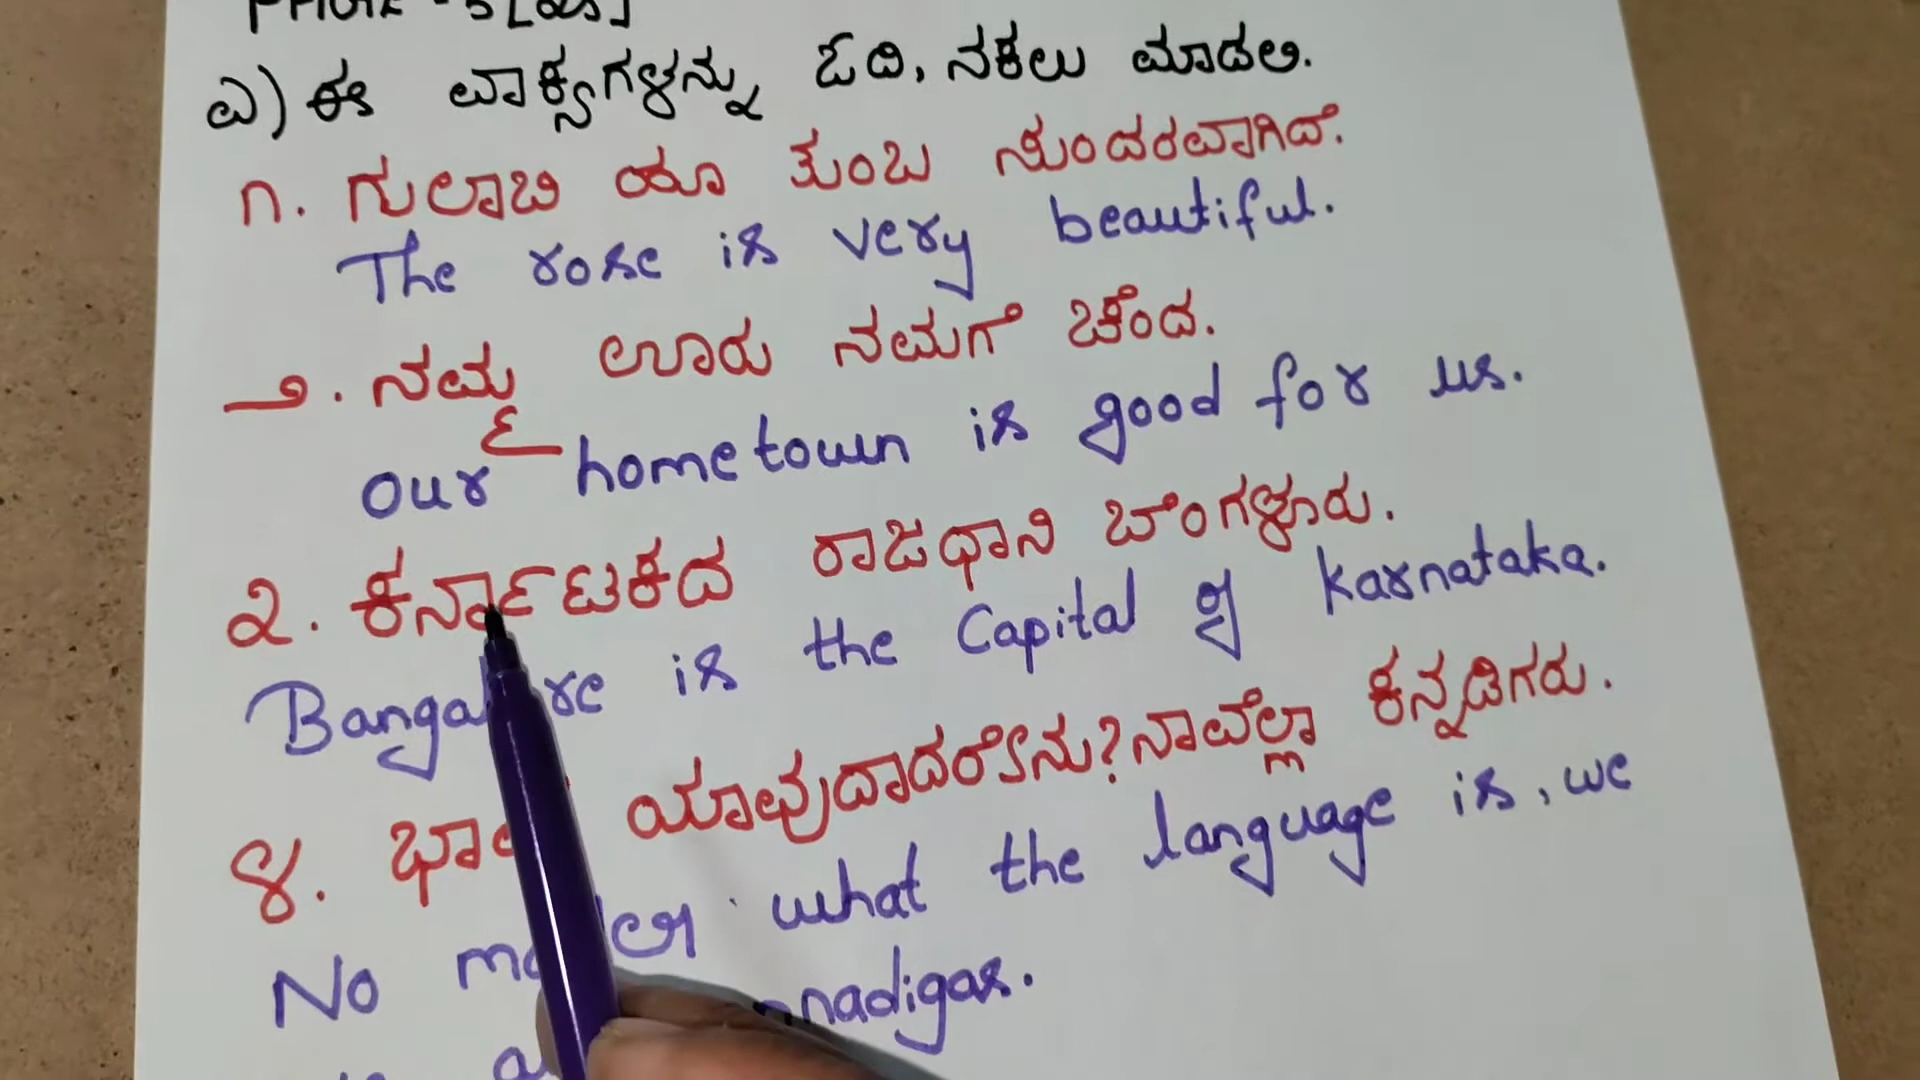 ಎ) ಈ ವಾಕ್ಯಗಳನ್ನು ಓದಿ, ನಕಲು ಮಾಡಲಿ.
೧. ಗುಲಾಬಿ ಯೂ ತುಂಬ ಸುಂದರವಾಗಿದೆ.
The rose is very beautiful.
೨. ನಮ್ಮ ಊರು ನಮಗೆ ಚೆಂದ.
our hometown is good for us.
೩. ಕರ್ನಾಟಕದ ರಾಜಧಾನಿ ಬೆಂಗಳೂರು.
is the Capital of Karnataka.
೪. ಯಾವುದಾದರೇನು? ನಾವೆಲ್ಲಾ ಕನ್ನಡಿಗರು.
No what the language is, we